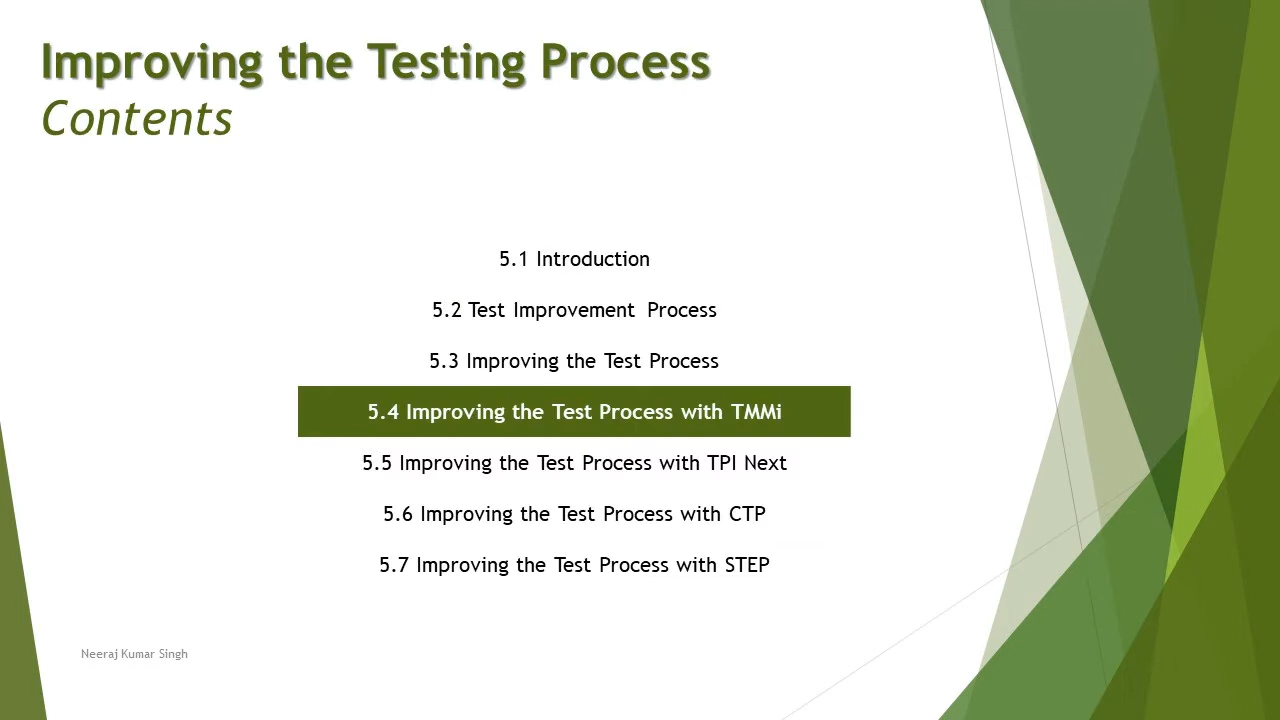 Improving the Testing Process
Contents
5.1 Introduction
5.2 Test Improvement Process
5.3 Improving the Test Process
5.4 Improving the Test Process with TMMi
5.5 Improving the Test Process with TPI Next
5.6 Improving the Test Process with CTP
5.7 Improving the Test Process with STEP
Neeraj Kumar Singh